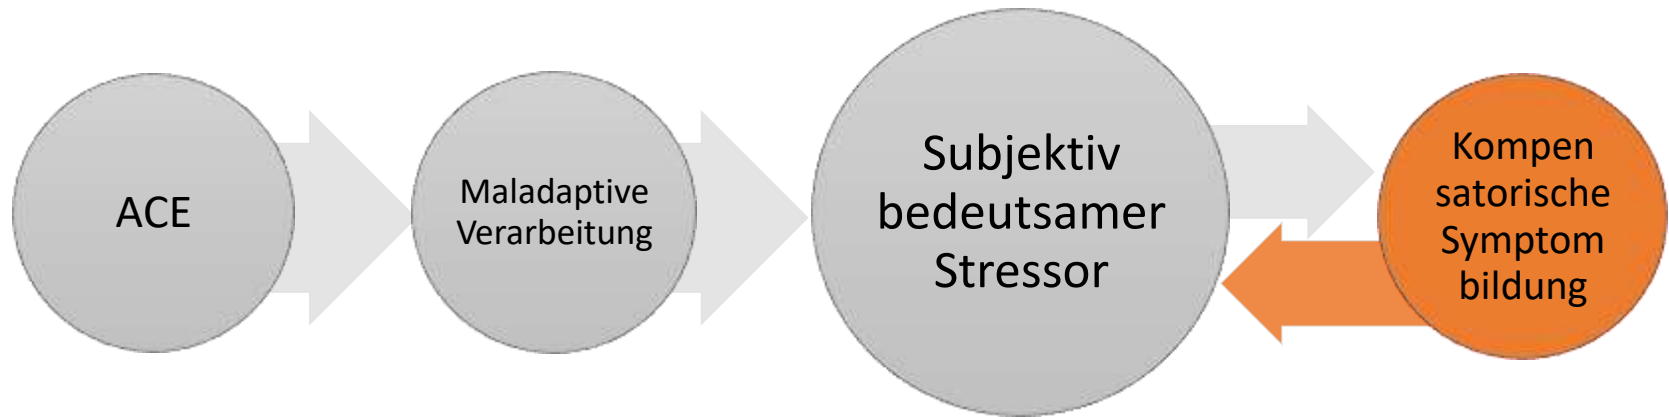 ACE
Maladaptive
Verarbeitung
Subjektiv
bedeutsamer
Stressor
Kompen
satorische
Symptom
bildung